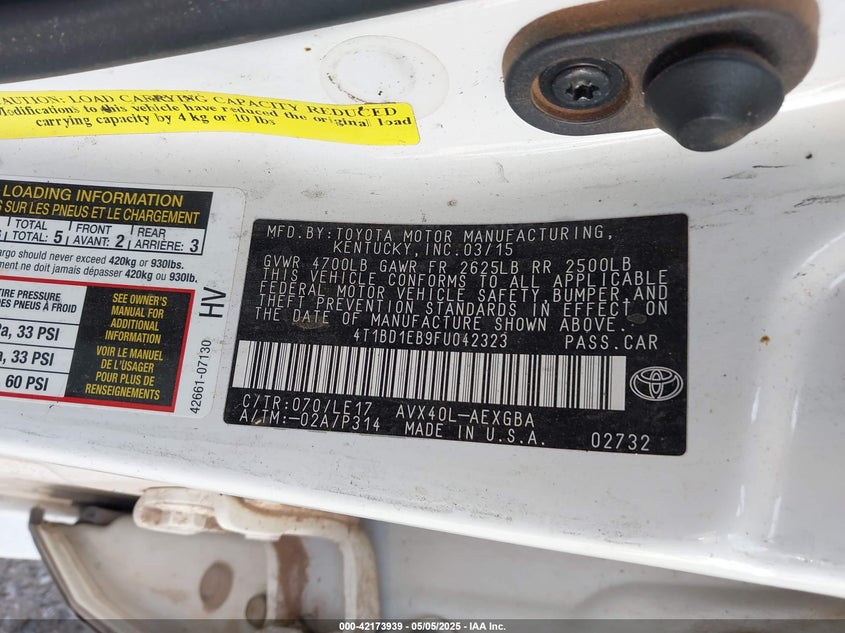 CAUTION: LOAD CARRYING CAPACITY REDUCED
Modifications to this vehicle have reduced the original load
carrying capacity by 4 kg or 10 lbs
LOADING INFORMATION
SUR LES PNEUS ET LE CHARGEMENT
TOTAL
TOTAL: 5
FRONT
AVANT: 2
REAR
ARRIÈRE: 3
cargo should never exceed 420kg or 930lbs.
ne doit jamais dépasser 420kg ou 930lb.
TIRE PRESSURE
DES PNEUS À FROID
33 PSI
33 PSI
60 PSI
SEE OWNER'S
MANUAL FOR
ADDITIONAL
INFORMATION
VOIR LE MANUEL
DE L'USAGER
POUR PLUS DE
RENSEIGNEMENTS
HV
42661-07130
MFD.BY:TOYOTA MOTOR MANUFACTURING,
KENTUCKY, INC.03/15
GVWR 4700LB GAWR FR 2625LB RR 2500LB
THIS VEHICLE CONFORMS TO ALL APPLICABLE
FEDERAL MOTOR VEHICLE SAFETY,BUMPER,AND
THEFT PREVENTION STANDARDS IN EFFECT ON
THE DATE OF MANUFACTURE SHOWN ABOVE.
4T1BD1EB9FU042323 PASS.CAR
C/TR:070/LE17 AVX40L-AEXGBA
A/TM:-02A/P314 MADE IN U.S.A. 02732
000-42173939 - 05/05/2025 - IAA Inc.